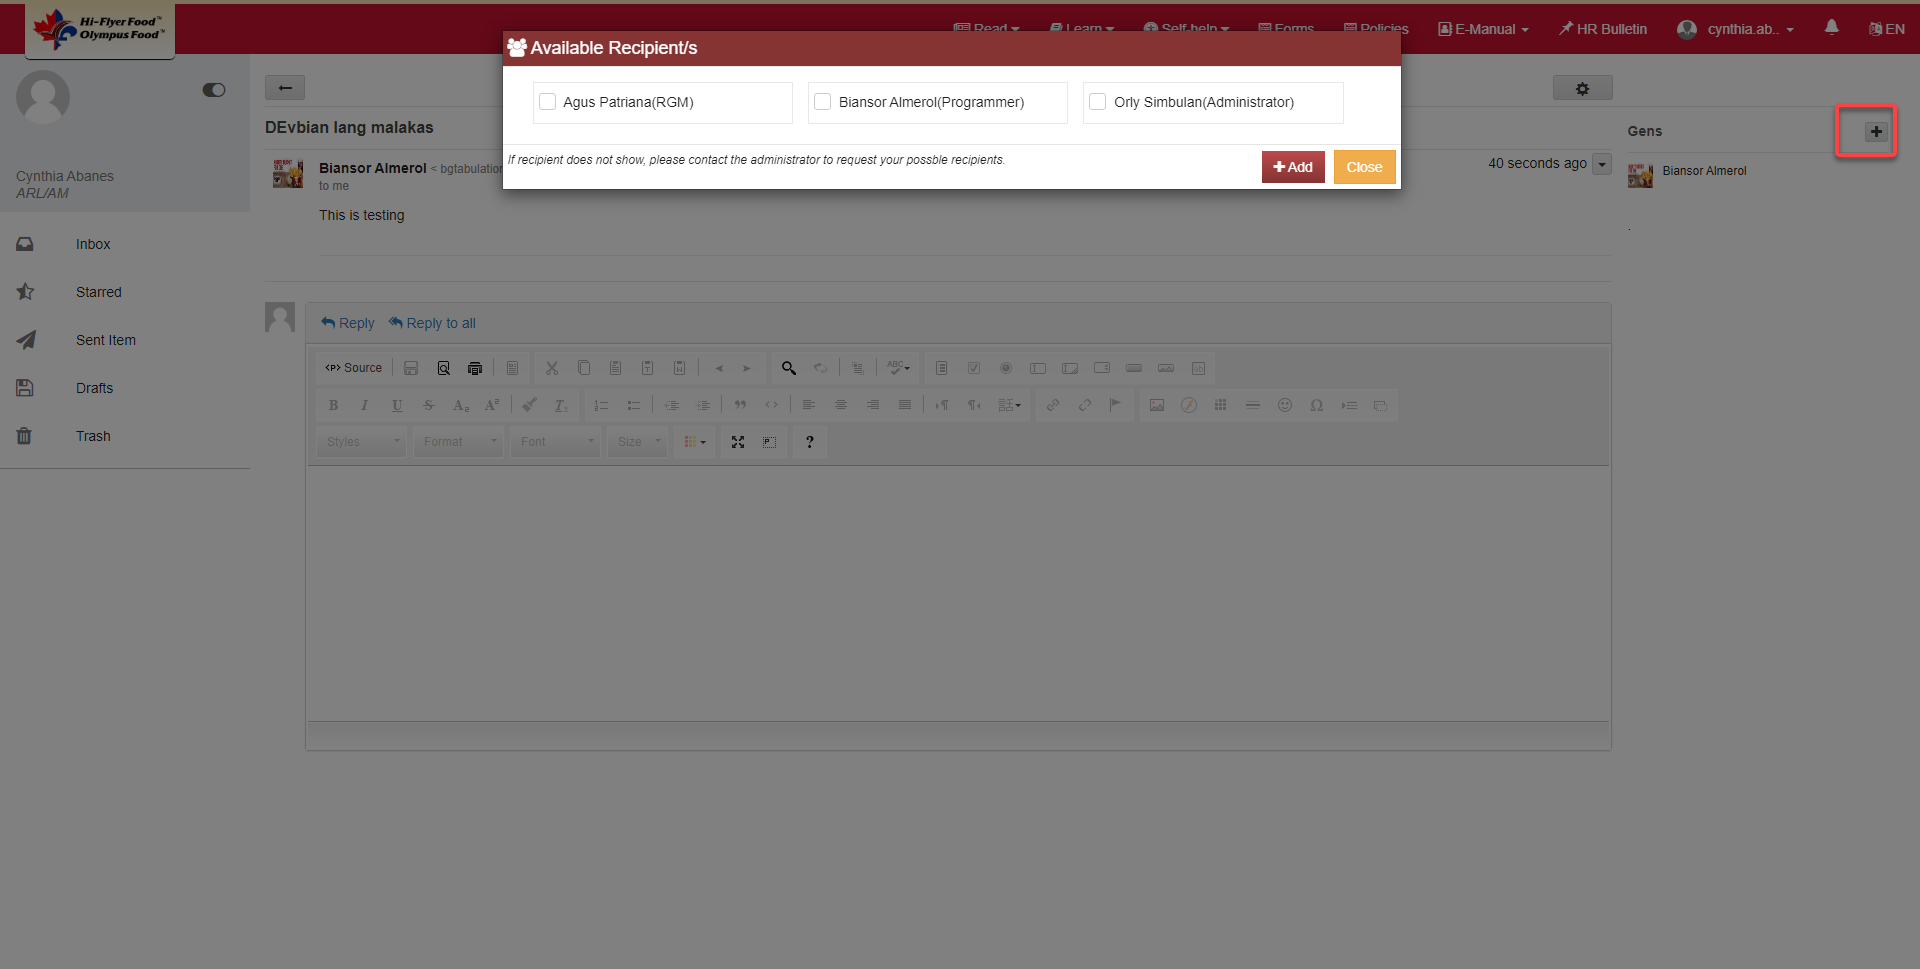 Hi-Flyer Food™
Olympus Food™
Read
Learn
Self-help
Forms
Policies
E-Manual
HR Bulletin
cynthia.ab..
EN
Available Recipient/s
Agus Patriana(RGM)
Biansor Almerol(Programmer)
Orly Simbulan(Administrator)
If recipient does not show, please contact the administrator to request your possble recipients.
Add
Close
Cynthia Abanes
ARL/AM
Inbox
Starred
Sent Item
Drafts
Trash
DEvbian lang malakas
Biansor Almerol < bgtabulation
to me
40 seconds ago
This is testing
Gens
Biansor Almerol
.
Reply
Reply to all
Source
Styles
Format
Font
Size